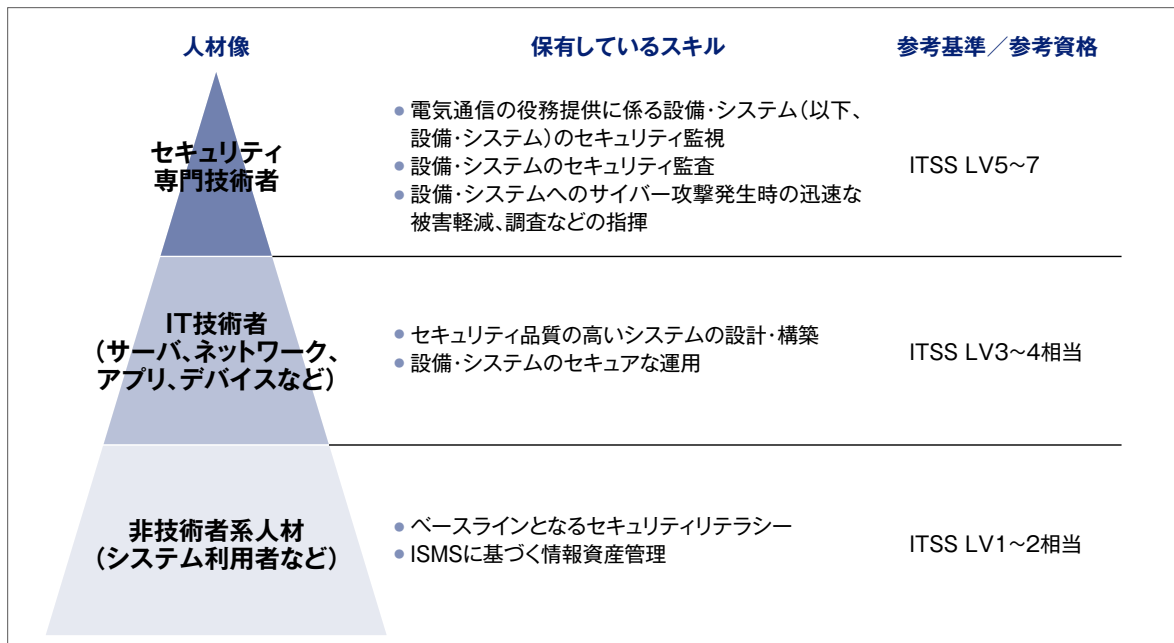 人材像
保有しているスキル
参考基準／参考資格
セキュリティ
専門技術者
● 電気通信の役務提供に係る設備・システム（以下、
設備・システム）のセキュリティ監視
● 設備・システムのセキュリティ監査
● 設備・システムへのサイバー攻撃発生時の迅速な
被害軽減、調査などの指揮
ITSS LV5～7
IT技術者
（サーバ、ネットワーク、
アプリ、デバイスなど）
● セキュリティ品質の高いシステムの設計・構築
● 設備・システムのセキュアな運用
ITSS LV3～4相当
非技術者系人材
（システム利用者など）
● ベースラインとなるセキュリティリテラシー
● ISMSに基づく情報資産管理
ITSS LV1～2相当